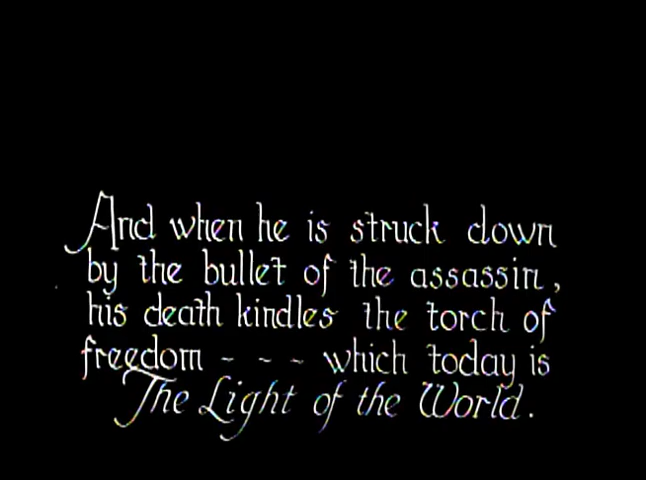 And when he is struck down
by the bullet of the assassin,
his death kindles the torch of
freedom - - - which today is
The Light of the World.